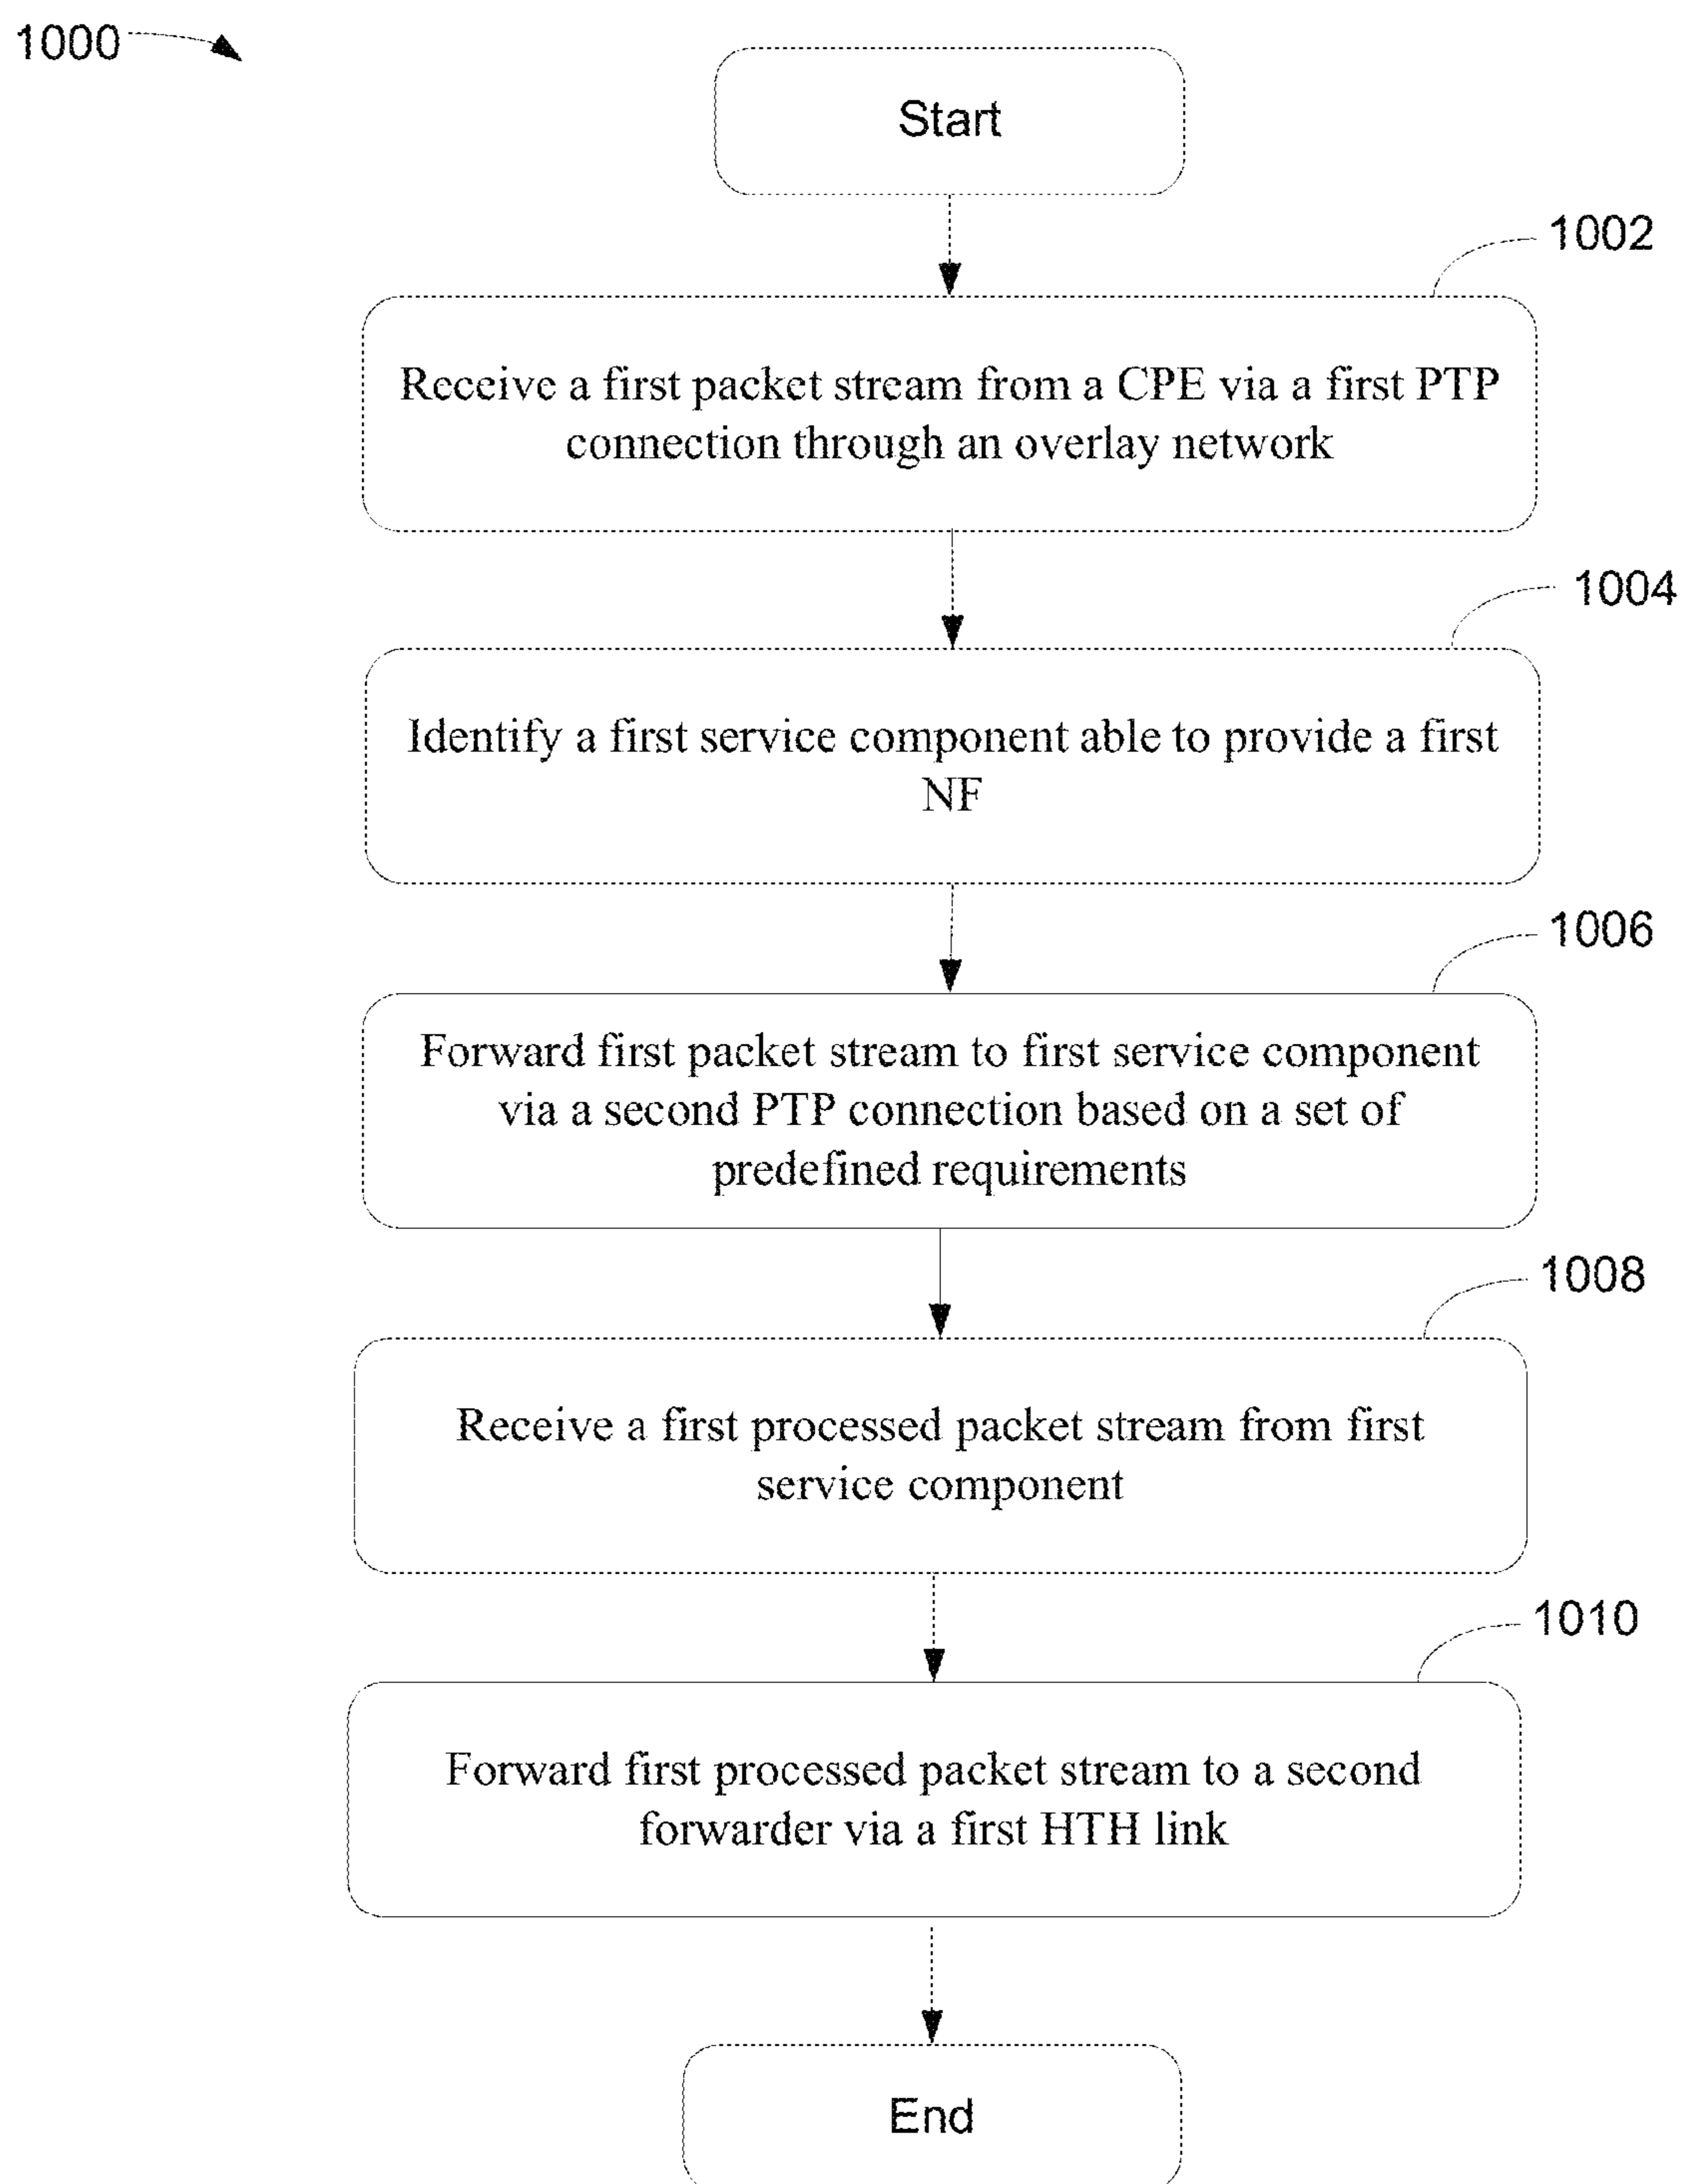 1000
Start
1002
Receive a first packet stream from a CPE via a first PTP
connection through an overlay network
1004
Identify a first service component able to provide a first
NF
1006
Forward first packet stream to first service component
via a second PTP connection based on a set of
predefined requirements
1008
Receive a first processed packet stream from first
service component
1010
Forward first processed packet stream to a second
forwarder via a first HTH link
End